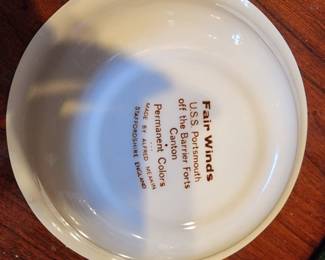 Fair Winds
U.S.S. Portsmouth
off the Barrier Forts
Canton
•
Permanent Colors
...
MADE BY ALFRED MEAKIN
STAFFORDSHIRE ENGLAND